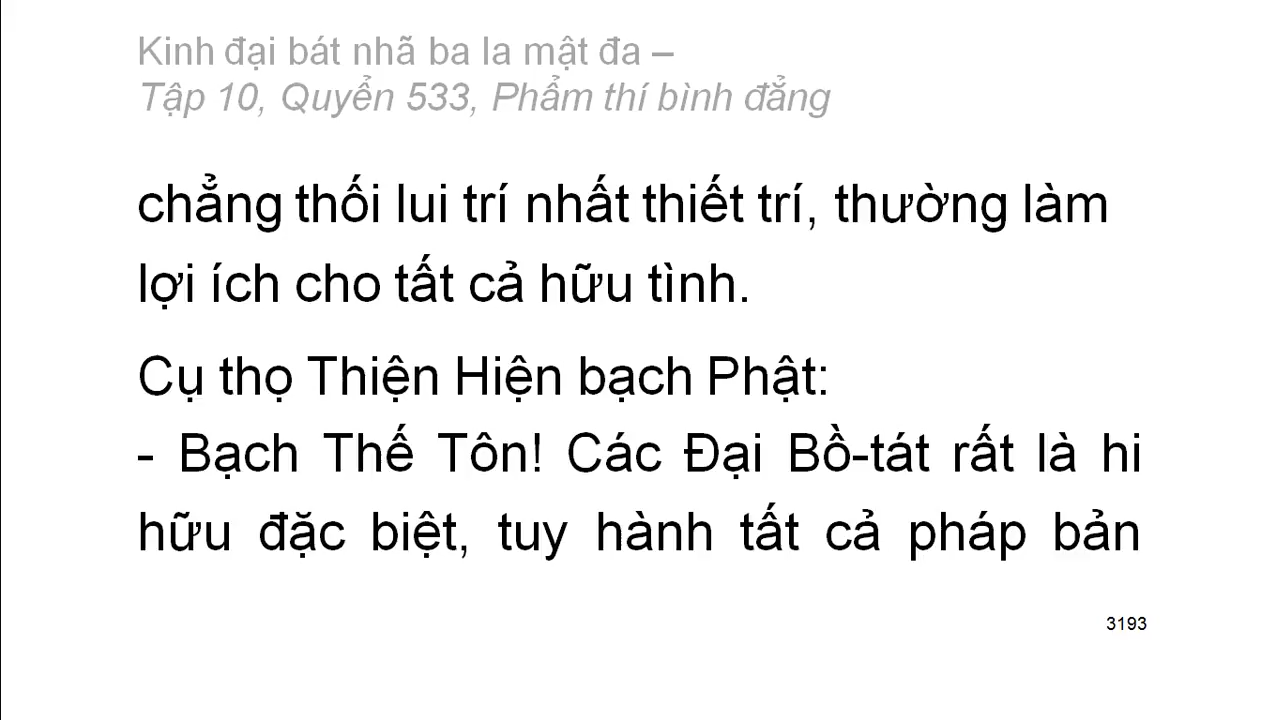 Kinh đại bát nhã ba la mật đa –
Tập 10, Quyển 533, Phẩm thí bình đẳng
chẳng thối lui trí nhất thiết trí, thường làm
lợi ích cho tất cả hữu tình.
Cụ thọ Thiện Hiện bạch Phật:
- Bạch Thế Tôn! Các Đại Bồ-tát rất là hi
hữu đặc biệt, tuy hành tất cả pháp bản
3193